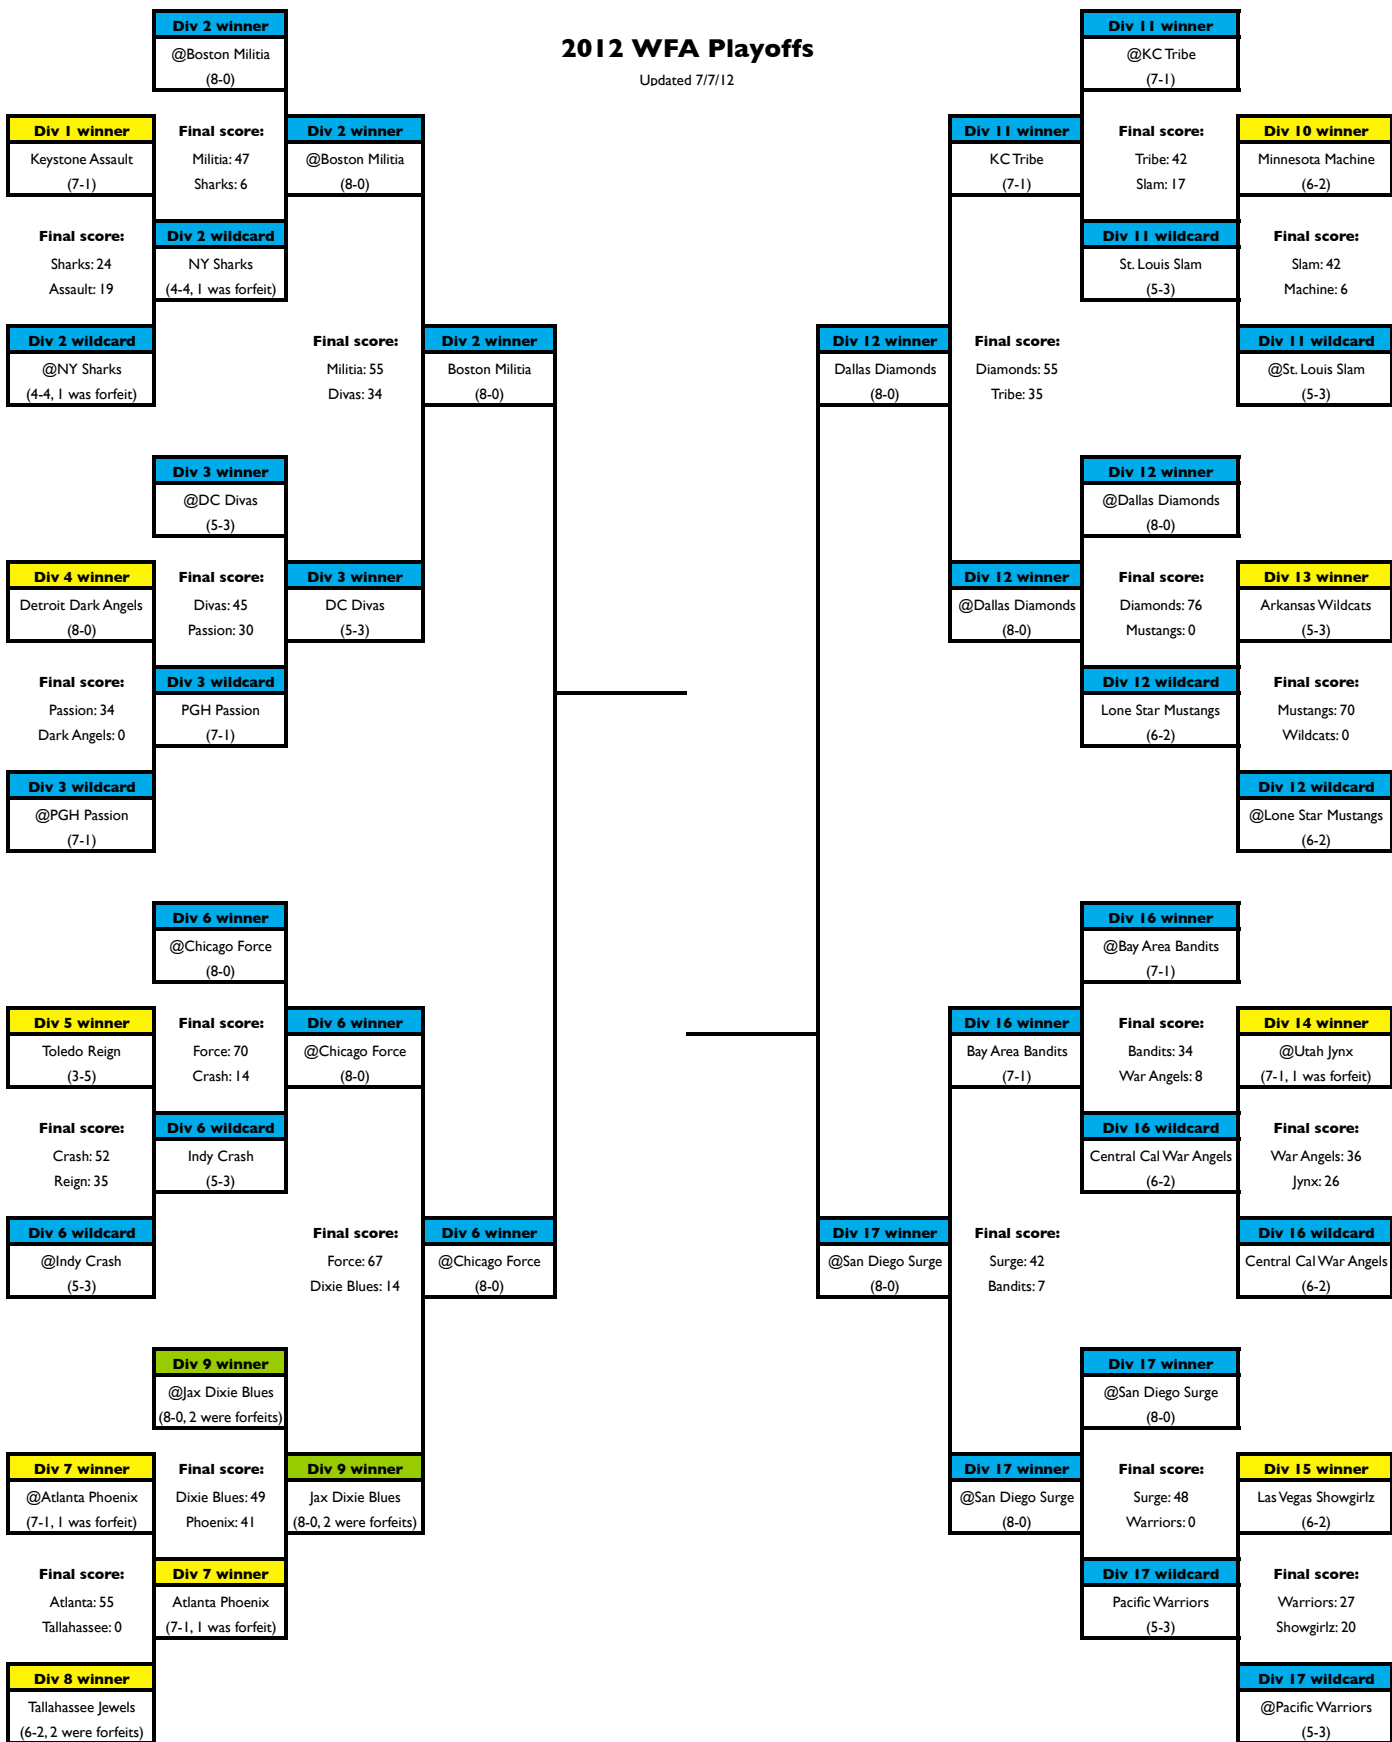 2012 WFA Playoffs
Updated 7/7/12
Div 2 winner
@Boston Militia
(8-0)
Div 1 winner
Keystone Assault
(7-1)
Final score:
Militia: 47
Sharks: 6
Div 2 winner
@Boston Militia
(8-0)
Final score:
Sharks: 24
Assault: 19
Div 2 wildcard
NY Sharks
(4-4, 1 was forfeit)
Div 2 wildcard
@NY Sharks
(4-4, 1 was forfeit)
Final score:
Militia: 55
Divas: 34
Div 2 winner
Boston Militia
(8-0)
Div 3 winner
@DC Divas
(5-3)
Div 4 winner
Detroit Dark Angels
(8-0)
Final score:
Divas: 45
Passion: 30
Div 3 winner
DC Divas
(5-3)
Final score:
Passion: 34
Dark Angels: 0
Div 3 wildcard
PGH Passion
(7-1)
Div 3 wildcard
@PGH Passion
(7-1)
Div 6 winner
@Chicago Force
(8-0)
Div 5 winner
Toledo Reign
(3-5)
Final score:
Force: 70
Crash: 14
Div 6 winner
@Chicago Force
(8-0)
Final score:
Crash: 52
Reign: 35
Div 6 wildcard
Indy Crash
(5-3)
Div 6 wildcard
@Indy Crash
(5-3)
Final score:
Force: 67
Dixie Blues: 14
Div 6 winner
@Chicago Force
(8-0)
Div 9 winner
@Jax Dixie Blues
(8-0, 2 were forfeits)
Div 7 winner
@Atlanta Phoenix
(7-1, 1 was forfeit)
Final score:
Dixie Blues: 49
Phoenix: 41
Div 9 winner
Jax Dixie Blues
(8-0, 2 were forfeits)
Final score:
Atlanta: 55
Tallahassee: 0
Div 7 winner
Atlanta Phoenix
(7-1, 1 was forfeit)
Div 8 winner
Tallahassee Jewels
(6-2, 2 were forfeits)
Div 11 winner
@KC Tribe
(7-1)
Div 11 winner
KC Tribe
(7-1)
Final score:
Tribe: 42
Slam: 17
Div 10 winner
Minnesota Machine
(6-2)
Div 11 wildcard
St. Louis Slam
(5-3)
Final score:
Slam: 42
Machine: 6
Div 12 winner
Dallas Diamonds
(8-0)
Final score:
Diamonds: 55
Tribe: 35
Div 11 wildcard
@St. Louis Slam
(5-3)
Div 12 winner
@Dallas Diamonds
(8-0)
Div 12 winner
@Dallas Diamonds
(8-0)
Final score:
Diamonds: 76
Mustangs: 0
Div 13 winner
Arkansas Wildcats
(5-3)
Div 12 wildcard
Lone Star Mustangs
(6-2)
Final score:
Mustangs: 70
Wildcats: 0
Div 12 wildcard
@Lone Star Mustangs
(6-2)
Div 16 winner
@Bay Area Bandits
(7-1)
Div 16 winner
Bay Area Bandits
(7-1)
Final score:
Bandits: 34
War Angels: 8
Div 14 winner
@Utah Jynx
(7-1, 1 was forfeit)
Div 16 wildcard
Central Cal War Angels
(6-2)
Final score:
War Angels: 36
Jynx: 26
Div 17 winner
@San Diego Surge
(8-0)
Final score:
Surge: 42
Bandits: 7
Div 16 wildcard
Central Cal War Angels
(6-2)
Div 17 winner
@San Diego Surge
(8-0)
Div 17 winner
@San Diego Surge
(8-0)
Final score:
Surge: 48
Warriors: 0
Div 15 winner
Las Vegas Showgirlz
(6-2)
Div 17 wildcard
Pacific Warriors
(5-3)
Final score:
Warriors: 27
Showgirlz: 20
Div 17 wildcard
@Pacific Warriors
(5-3)